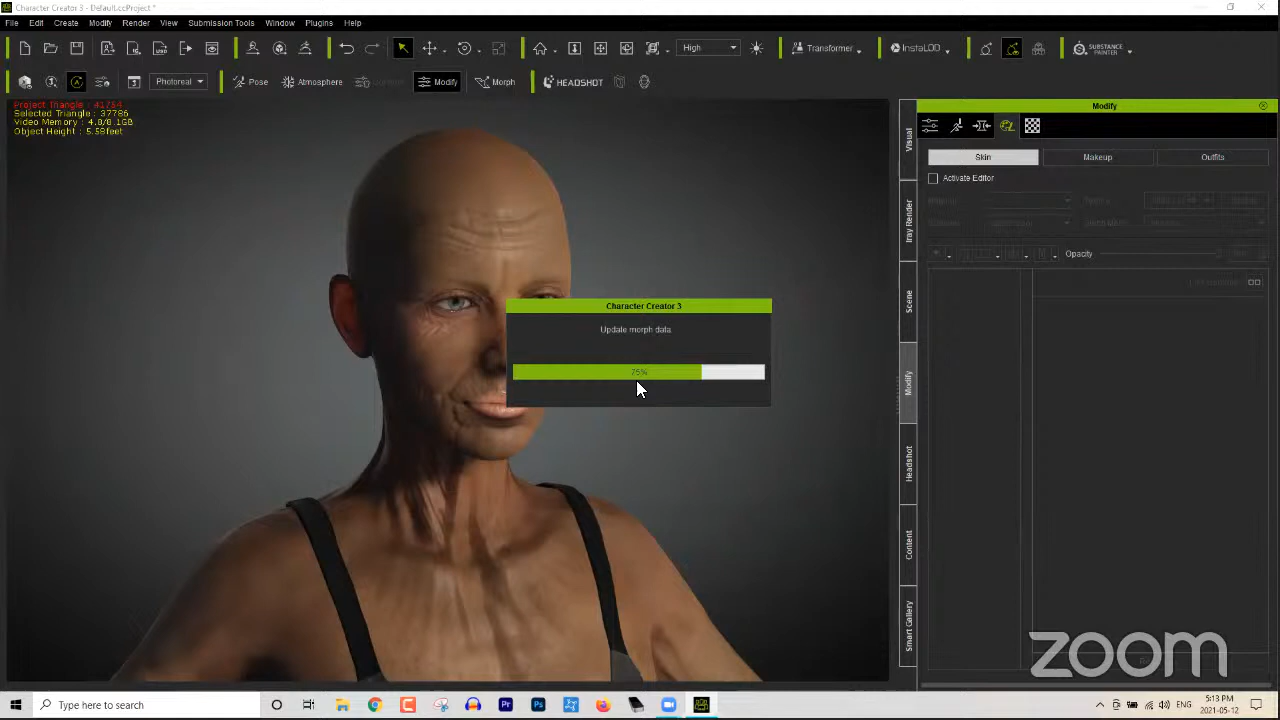 Character Creator 3 - Default.ccProject *
File Edit Create Modify Render View Submission Tools Window Plugins Help
High Transformer InstaLOD SUBSTANCE PAINTER
Photoreal Pose Atmosphere Modify Morph HEADSHOT
Project Triangle: 41754
Selected Triangle: 37786
Video Memory: 4.0/8.1GB
Object Height: 5.58feet
Modify
Skin Makeup Outfits
Activate Editor
Opacity
Visual
Iray Render
Scene
Modify
Headshot
Content
Smart Gallery
Character Creator 3
Update morph data.
75%
zoom
Type here to search
ENG
5:13 PM
2021-05-12